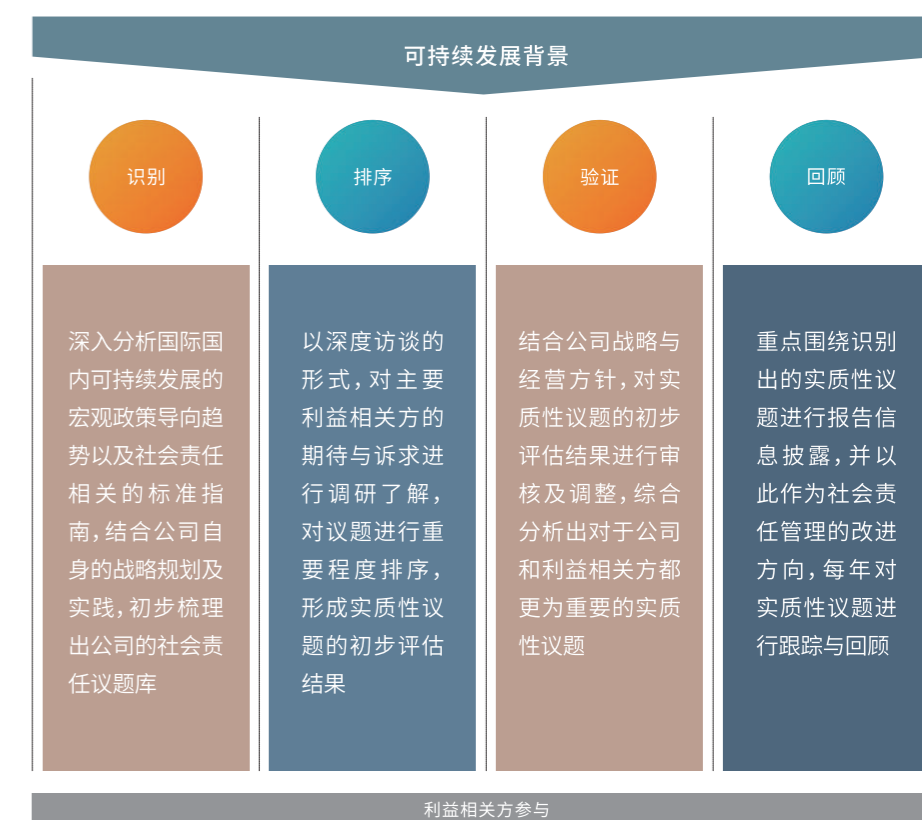 可持续发展背景
识别
深入分析国际国
内可持续发展的
宏观政策导向趋
势以及社会责任
相关的标准指
南,结合公司自
身的战略规划及
实践,初步梳理
出公司的社会责
任议题库
排序
以深度访谈的
形式,对主要
利益相关方的
期待与诉求进
行调研了解,
对议题进行重
要程度排序,
形成实质性议
题的初步评估
结果
验证
结合公司战略与
经营方针,对实
质性议题的初步
评估结果进行审
核及调整,综合
分析出对于公司
和利益相关方都
更为重要的实质
性议题
回顾
重点围绕识别
出的实质性议
题进行报告信
息披露,并以
此作为社会责
任管理的改进
方向,每年对
实质性议题进
行跟踪与回顾
利益相关方参与